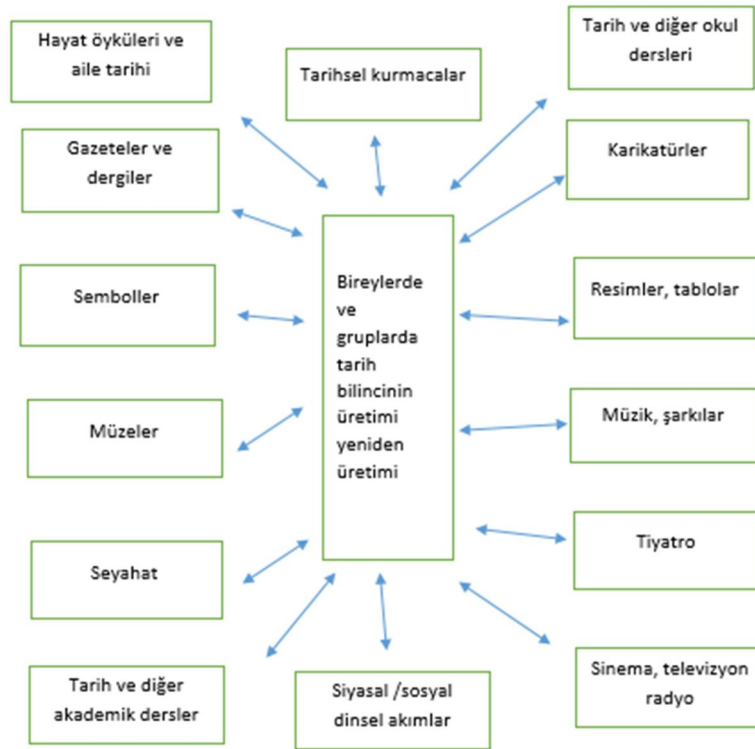 Hayat öyküleri ve
aile tarihi
Tarihsel kurmacalar
Tarih ve diğer okul
dersleri
Gazeteler ve
dergiler
Karikatürler
Semboller
Bireylerde
ve
gruplarda
tarih
bilincinin
üretimi
yeniden
üretimi
Resimler, tablolar
Müzeler
Müzik, şarkılar
Seyahat
Tiyatro
Tarih ve diğer
akademik dersler
Siyasal /sosyal
dinsel akımlar
Sinema, televizyon
radyo